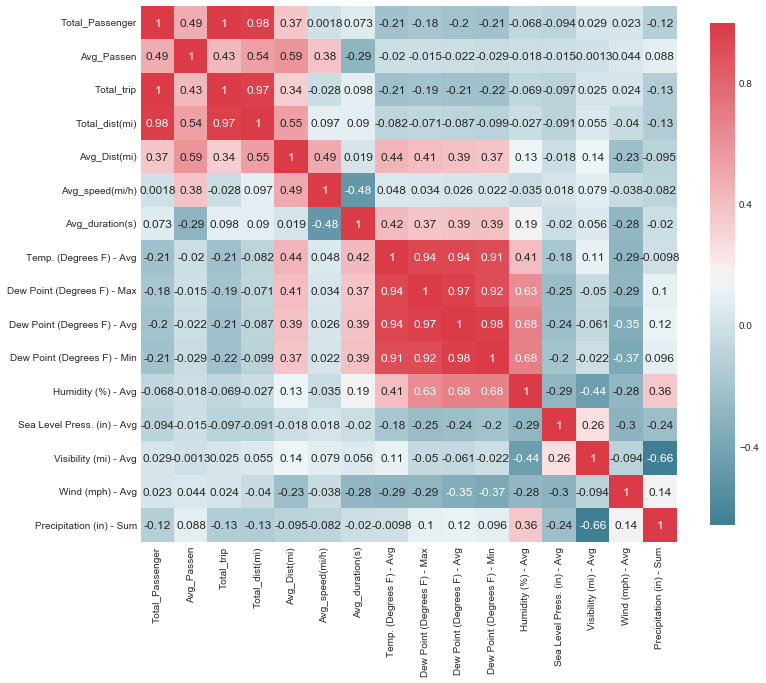 Total_Passenger 1 0.49 1 0.98 0.37 0.0018 0.073 -0.21 -0.18 -0.2 -0.21 -0.068 -0.094 0.029 0.023 -0.12
Avg_Passen 0.49 1 0.43 0.54 0.59 0.38 -0.29 -0.02 -0.015 -0.022 -0.029 -0.018 -0.015 -0.0013 0.044 0.088
Total_trip 1 0.43 1 0.97 0.34 -0.028 0.098 -0.21 -0.19 -0.21 -0.22 -0.069 -0.097 0.025 0.024 -0.13
Total_dist(mi) 0.98 0.54 0.97 1 0.55 0.097 0.09 -0.082 -0.071 -0.087 -0.099 -0.027 -0.091 0.055 -0.04 -0.13
Avg_Dist(mi) 0.37 0.59 0.34 0.55 1 0.49 0.019 0.44 0.41 0.39 0.37 0.13 -0.018 0.14 -0.23 -0.095
Avg_speed(mi/h) 0.0018 0.38 -0.028 0.097 0.49 1 -0.48 0.048 0.034 0.026 0.022 -0.035 0.018 0.079 -0.038 -0.082
Avg_duration(s) 0.073 -0.29 0.098 0.09 0.019 -0.48 1 0.42 0.37 0.39 0.39 0.19 -0.02 0.056 -0.28 -0.02
Temp. (Degrees F) - Avg -0.21 -0.02 -0.21 -0.082 0.44 0.048 0.42 1 0.94 0.94 0.91 0.41 -0.18 0.11 -0.29 -0.0098
Dew Point (Degrees F) - Max -0.18 -0.015 -0.19 -0.071 0.41 0.034 0.37 0.94 1 0.97 0.92 0.63 -0.25 -0.05 -0.29 0.1
Dew Point (Degrees F) - Avg -0.2 -0.022 -0.21 -0.087 0.39 0.026 0.39 0.94 0.97 1 0.98 0.68 -0.24 -0.061 -0.35 0.12
Dew Point (Degrees F) - Min -0.21 -0.029 -0.22 -0.099 0.37 0.022 0.39 0.91 0.92 0.98 1 0.68 -0.2 -0.022 -0.37 0.096
Humidity (%) - Avg -0.068 -0.018 -0.069 -0.027 0.13 -0.035 0.19 0.41 0.63 0.68 0.68 1 -0.29 -0.44 -0.28 0.36
Sea Level Press. (in) - Avg -0.094 -0.015 -0.097 -0.091 -0.018 0.018 -0.02 -0.18 -0.25 -0.24 -0.2 -0.29 1 0.26 -0.3 -0.24
Visibility (mi) - Avg 0.029 -0.0013 0.025 0.055 0.14 0.079 0.056 0.11 -0.05 -0.061 -0.022 -0.44 0.26 1 -0.094 -0.66
Wind (mph) - Avg 0.023 0.044 0.024 -0.04 -0.23 -0.038 -0.28 -0.29 -0.29 -0.35 -0.37 -0.28 -0.3 -0.094 1 0.14
Precipitation (in) - Sum -0.12 0.088 -0.13 -0.13 -0.095 -0.082 -0.02 -0.0098 0.1 0.12 0.096 0.36 -0.24 -0.66 0.14 1
Total_Passenger
Avg_Passen
Total_trip
Total_dist(mi)
Avg_Dist(mi)
Avg_speed(mi/h)
Avg_duration(s)
Temp. (Degrees F) - Avg
Dew Point (Degrees F) - Max
Dew Point (Degrees F) - Avg
Dew Point (Degrees F) - Min
Humidity (%) - Avg
Sea Level Press. (in) - Avg
Visibility (mi) - Avg
Wind (mph) - Avg
Precipitation (in) - Sum
0.8
0.4
0.0
−0.4